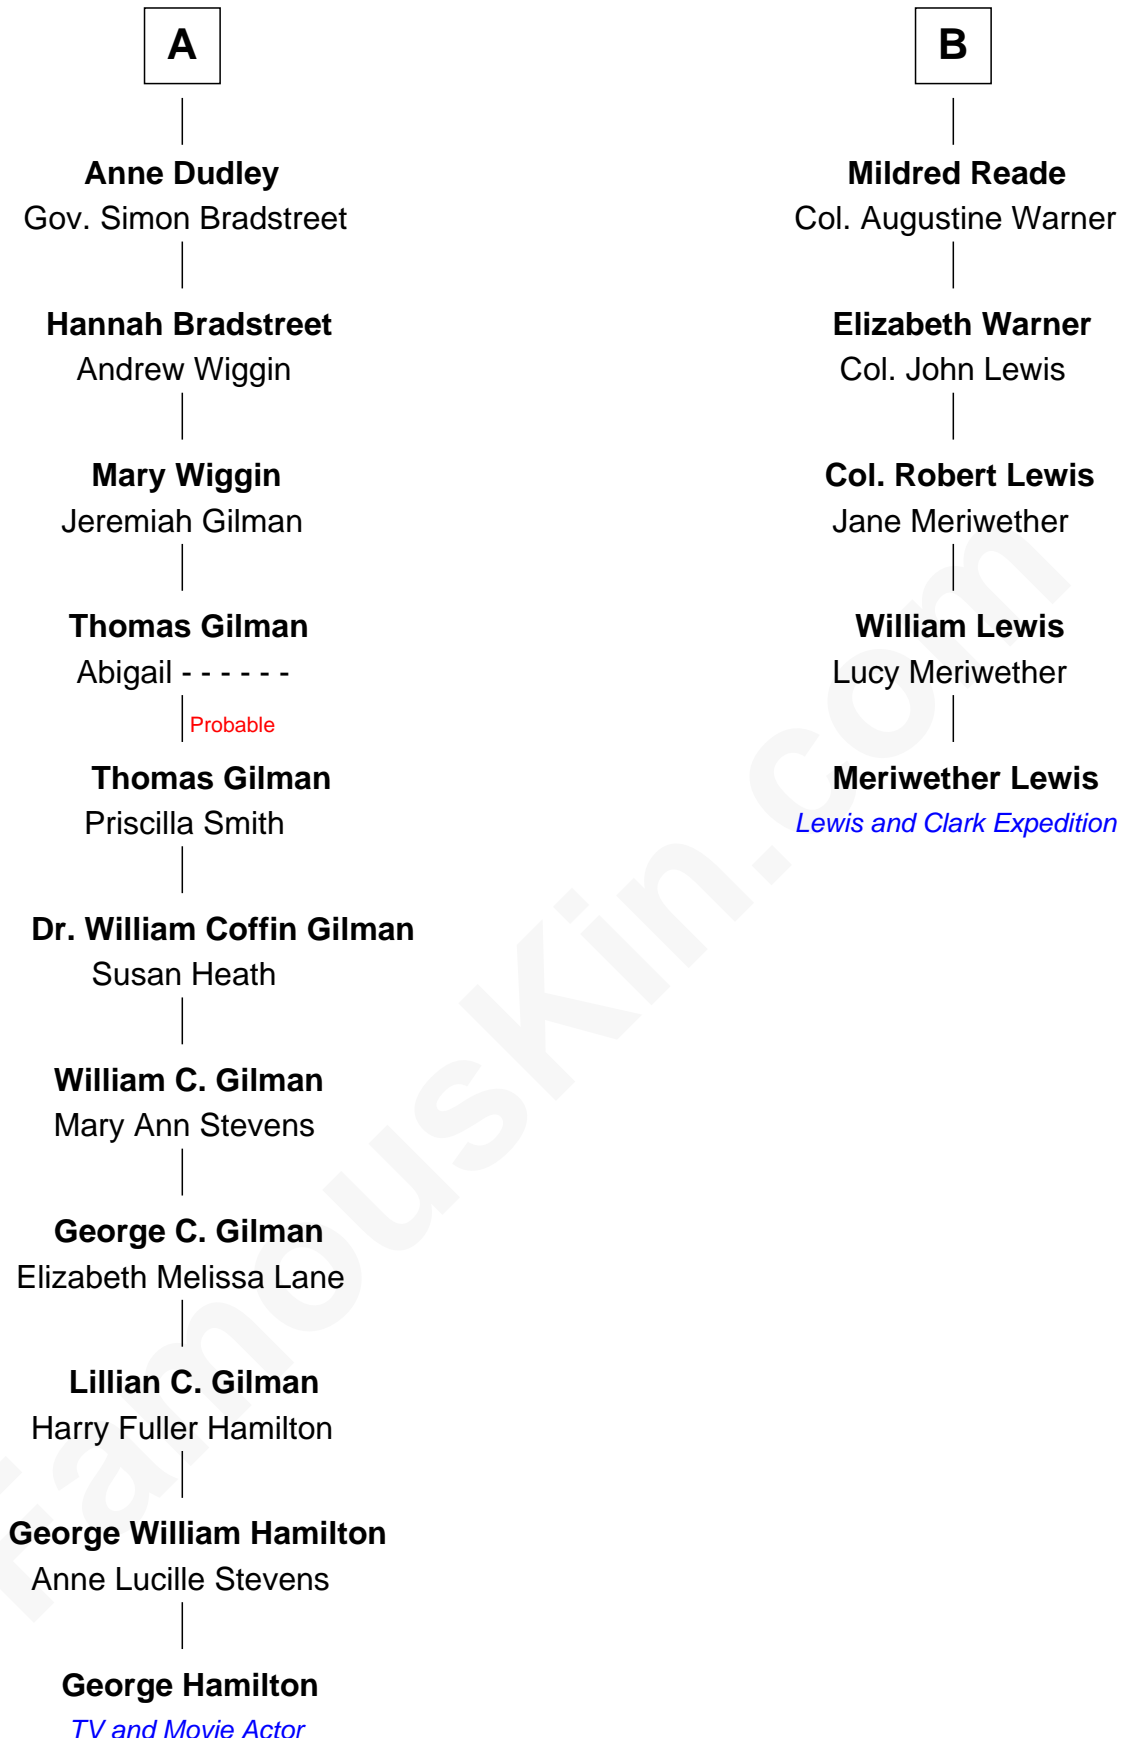 A
Anne Dudley
Gov. Simon Bradstreet
Hannah Bradstreet
Andrew Wiggin
Mary Wiggin
Jeremiah Gilman
Thomas Gilman
Abigail - - - - - -
Probable
Thomas Gilman
Priscilla Smith
Dr. William Coffin Gilman
Susan Heath
William C. Gilman
Mary Ann Stevens
George C. Gilman
Elizabeth Melissa Lane
Lillian C. Gilman
Harry Fuller Hamilton
George William Hamilton
Anne Lucille Stevens
George Hamilton
TV and Movie Actor
B
Mildred Reade
Col. Augustine Warner
Elizabeth Warner
Col. John Lewis
Col. Robert Lewis
Jane Meriwether
William Lewis
Lucy Meriwether
Meriwether Lewis
Lewis and Clark Expedition
FamousKin.com